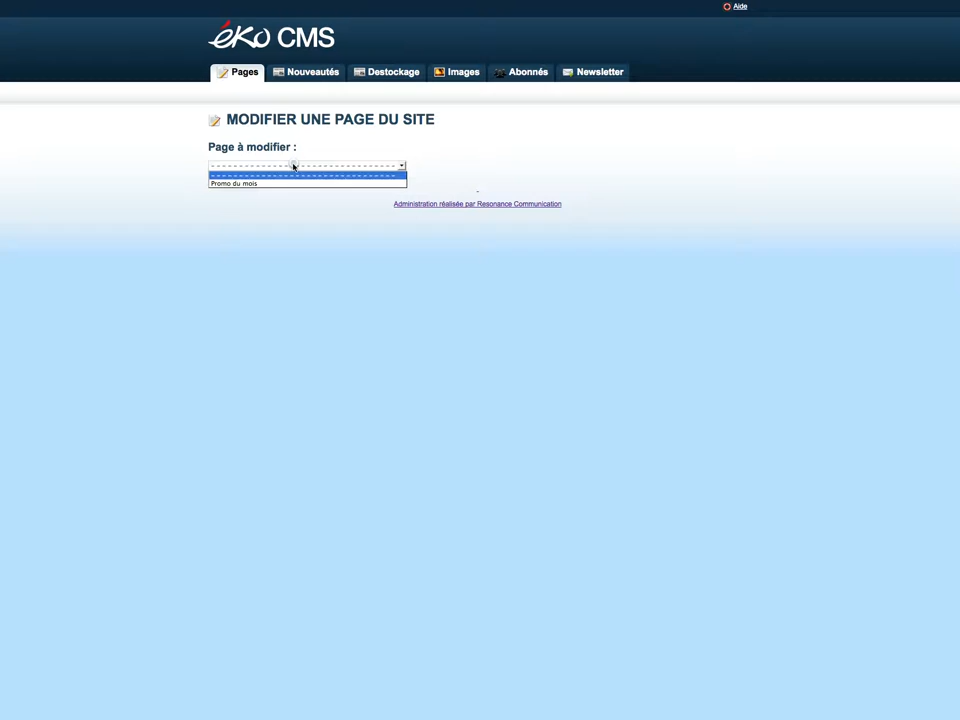 Aide
éko CMS
Pages Nouveautés Destockage Images Abonnés Newsletter
MODIFIER UNE PAGE DU SITE
Page à modifier :
- - - - - - - - - - - - - - - - - - - - - - - - - - - - - - - - - -
- - - - - - - - - - - - - - - - - - - - - - - - - - - - - - - - - -
Promo du mois
-
Administration réalisée par Resonance Communication